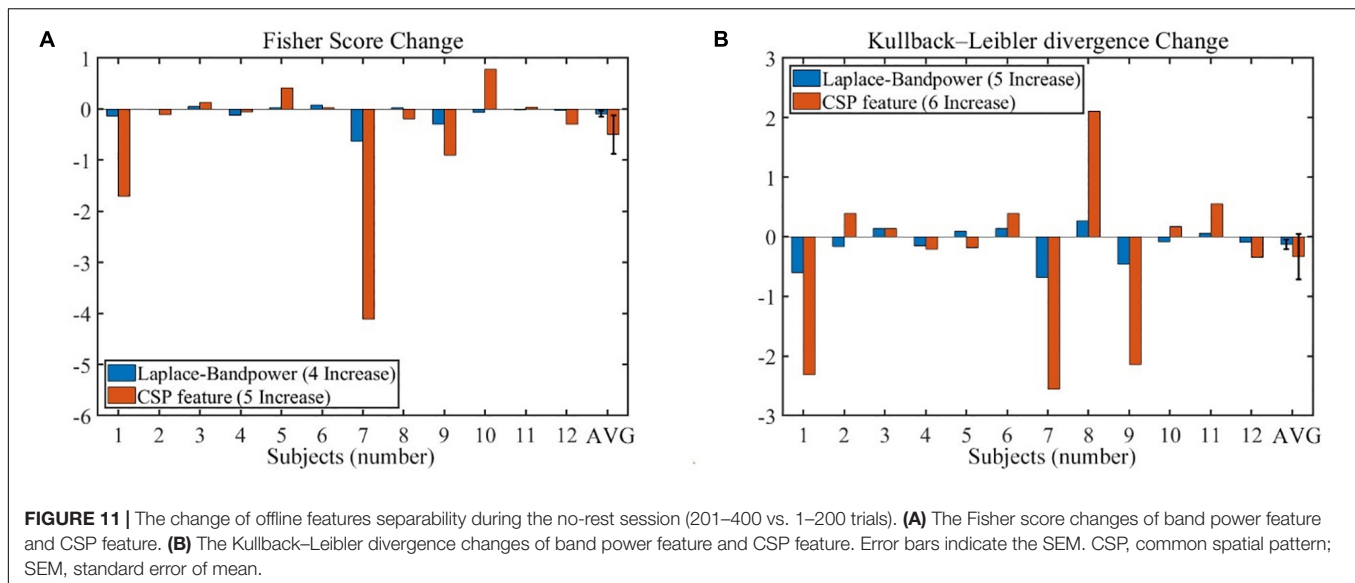 A
Fisher Score Change
1
0
-1
-2
-3
-4
-5
-6
Laplace-Bandpower (4 Increase)
CSP feature (5 Increase)
1 2 3 4 5 6 7 8 9 10 11 12 AVG
Subjects (number)
B
Kullback–Leibler divergence Change
3
2
1
0
-1
-2
-3
Laplace-Bandpower (5 Increase)
CSP feature (6 Increase)
1 2 3 4 5 6 7 8 9 10 11 12 AVG
Subjects (number)
FIGURE 11 | The change of offline features separability during the no-rest session (201–400 vs. 1–200 trials). (A) The Fisher score changes of band power feature
and CSP feature. (B) The Kullback–Leibler divergence changes of band power feature and CSP feature. Error bars indicate the SEM. CSP, common spatial pattern;
SEM, standard error of mean.